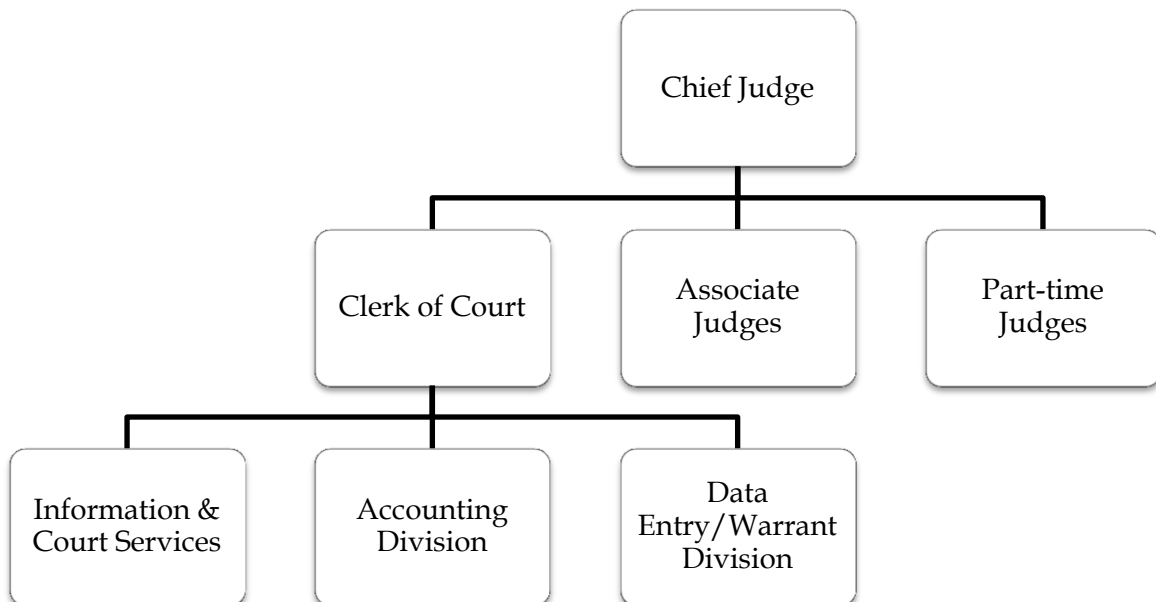 Chief Judge
Clerk of Court
Associate
Judges
Part-time
Judges
Information &
Court Services
Accounting
Division
Data
Entry/Warrant
Division